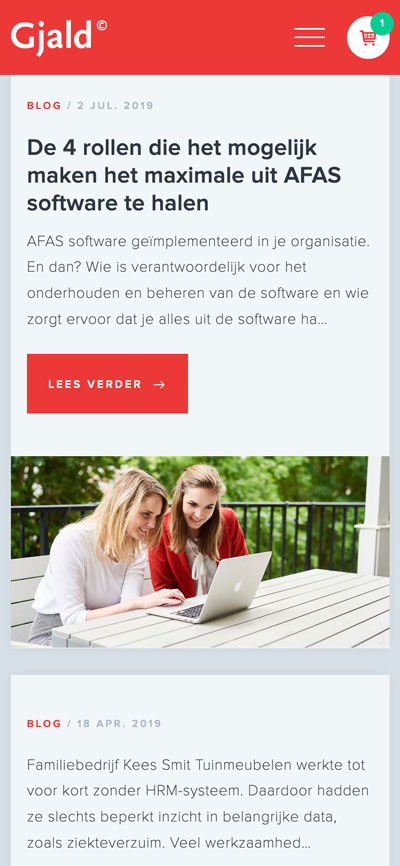 Gjald©
1
BLOG / 2 JUL. 2019
De 4 rollen die het mogelijk
maken het maximale uit AFAS
software te halen
AFAS software geïmplementeerd in je organisatie.
En dan? Wie is verantwoordelijk voor het
onderhouden en beheren van de software en wie
zorgt ervoor dat je alles uit de software ha...
LEES VERDER →
BLOG / 18 APR. 2019
Familiebedrijf Kees Smit Tuinmeubelen werkte tot
voor kort zonder HRM-systeem. Daardoor hadden
ze slechts beperkt inzicht in belangrijke data,
zoals ziekteverzuim. Veel werkzaamhed...